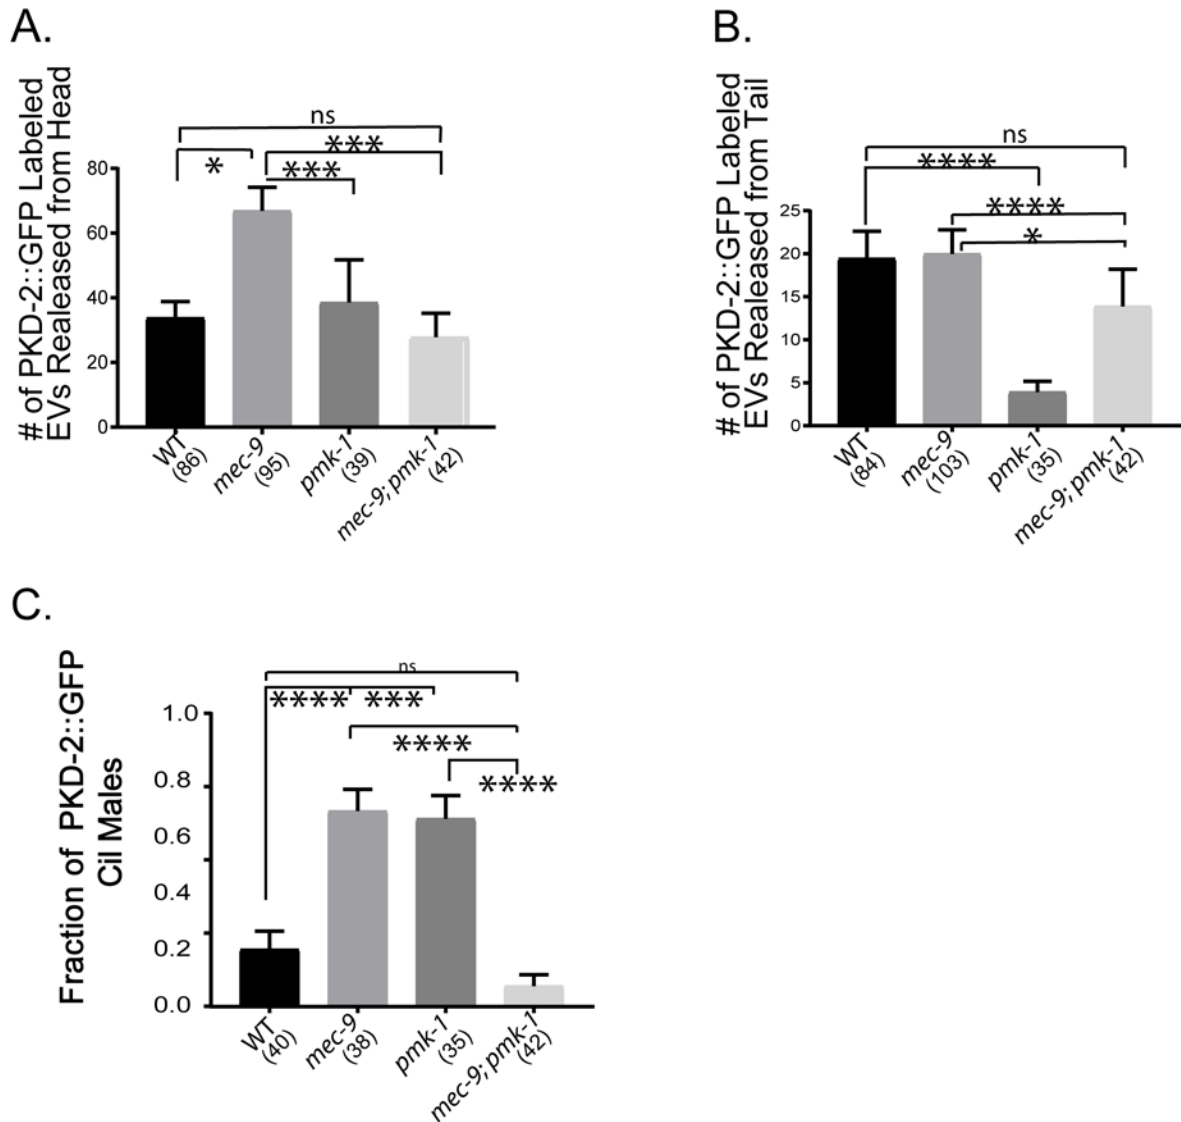 A.
# of PKD-2::GFP Labeled
EVs Realeased from Head
ns
***
*
***
80
60
40
20
0
WT
(86)
mec-9
(95)
pmk-1
(39)
mec-9; pmk-1
(42)
B.
# of PKD-2::GFP Labeled
EVs Realeased from Tail
ns
****
****
*
25
20
15
10
5
0
WT
(84)
mec-9
(103)
pmk-1
(35)
mec-9; pmk-1
(42)
C.
Fraction of PKD-2::GFP
Cil Males
ns
**** ***
****
****
1.0
0.8
0.6
0.4
0.2
0.0
WT
(40)
mec-9
(38)
pmk-1
(35)
mec-9; pmk-1
(42)